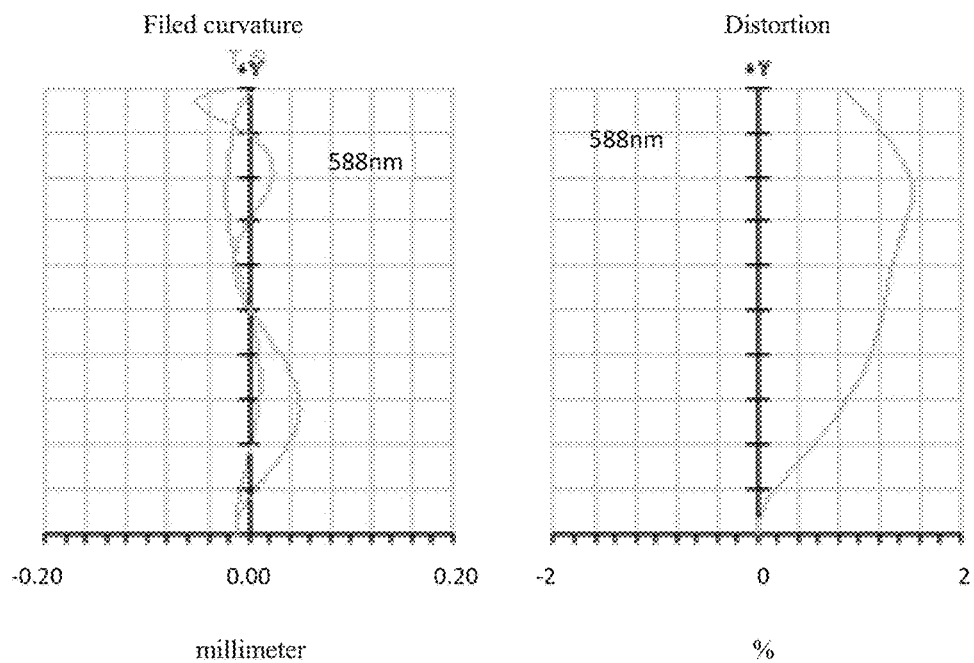 Filed curvature
+Y
588nm
-0.20 0.00 0.20
millimeter
Distortion
+Y
588nm
-2 0 2
%